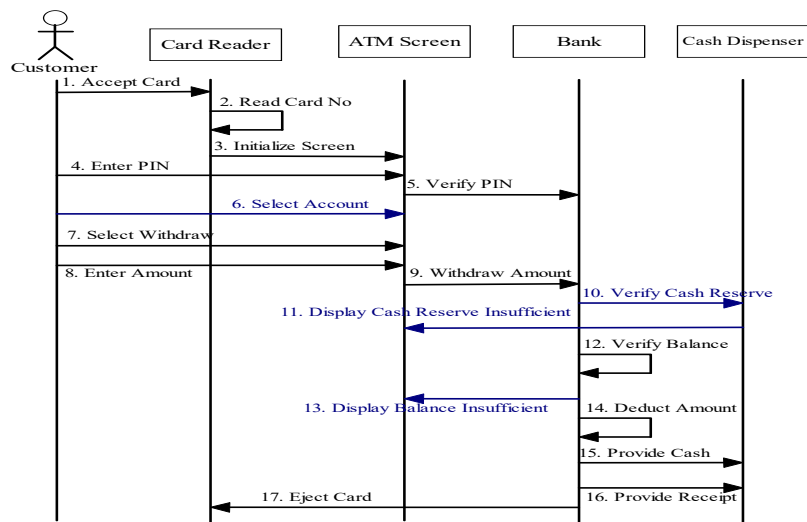 Customer
Card Reader
ATM Screen
Bank
Cash Dispenser
1. Accept Card
2. Read Card No
3. Initialize Screen
4. Enter PIN
5. Verify PIN
6. Select Account
7. Select Withdraw
8. Enter Amount
9. Withdraw Amount
10. Verify Cash Reserve
11. Display Cash Reserve Insufficient
12. Verify Balance
13. Display Balance Insufficient
14. Deduct Amount
15. Provide Cash
16. Provide Receipt
17. Eject Card